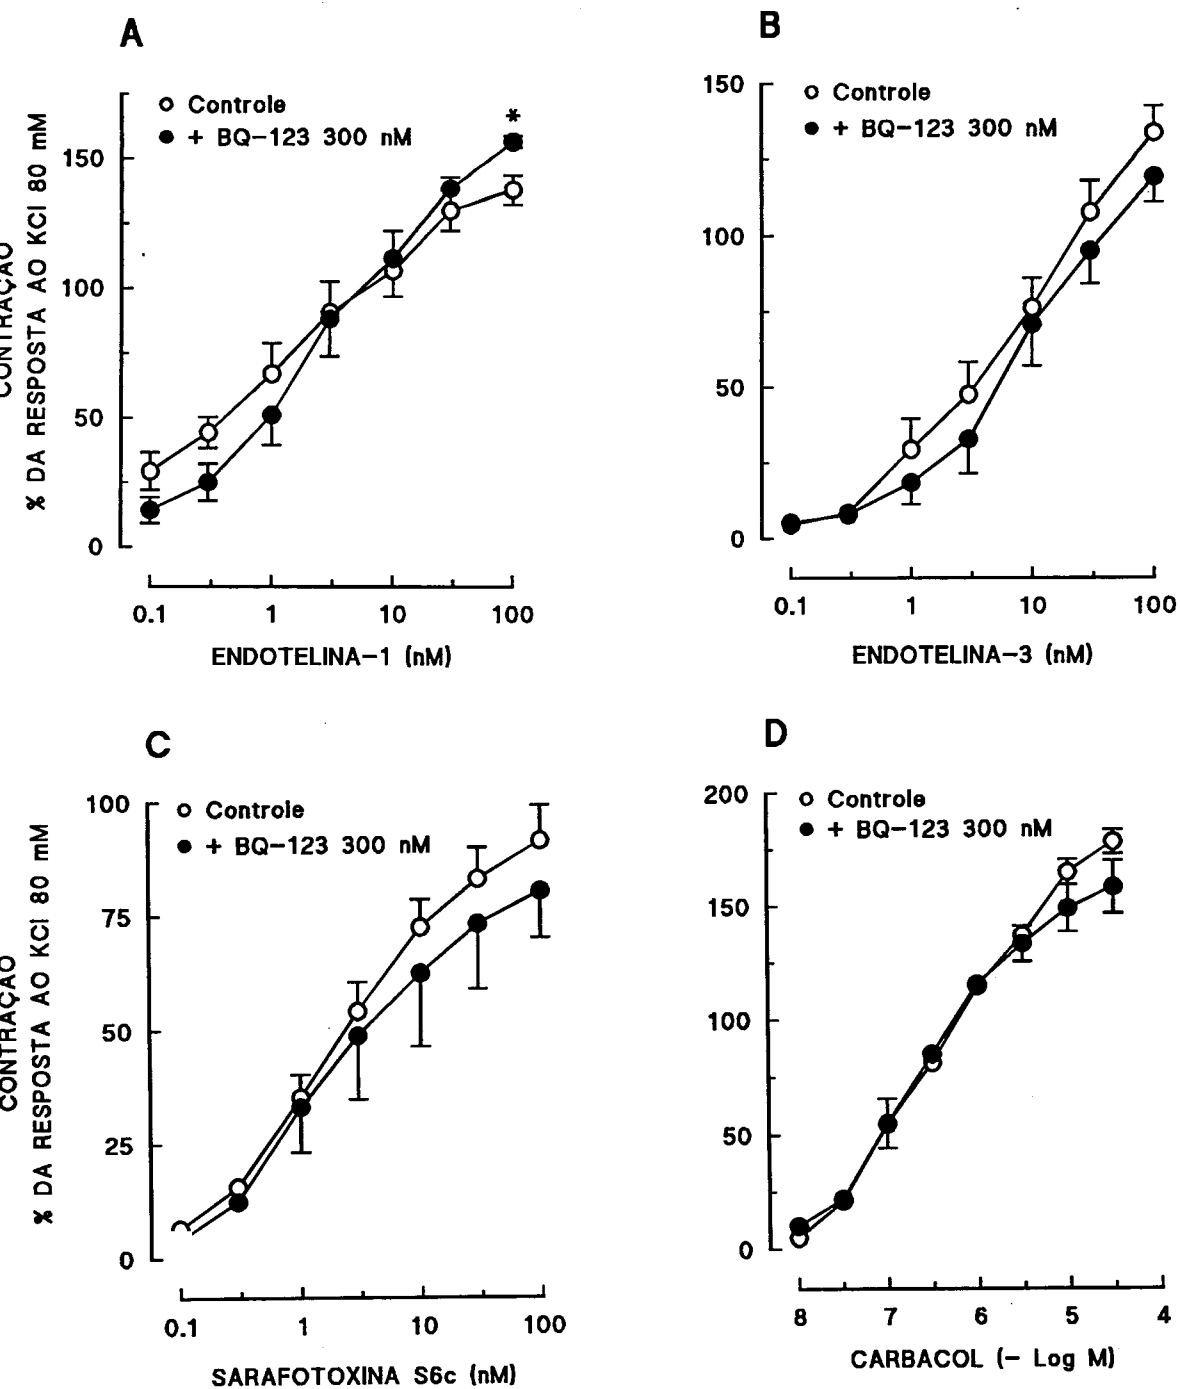 A
○ Controle
● + BQ-123 300 nM
*
150
100
50
0
CONTRAÇÃO
% DA RESPOSTA AO KCl 80 mM
0.1 1 10 100
ENDOTELINA-1 (nM)
B
○ Controle
● + BQ-123 300 nM
150
100
50
0
0.1 1 10 100
ENDOTELINA-3 (nM)
C
○ Controle
● + BQ-123 300 nM
100
75
50
25
0
CONTRAÇÃO
% DA RESPOSTA AO KCl 80 mM
0.1 1 10 100
SARAFOTOXINA S6c (nM)
D
○ Controle
● + BQ-123 300 nM
200
150
100
50
0
8 7 6 5 4
CARBACOL (- Log M)